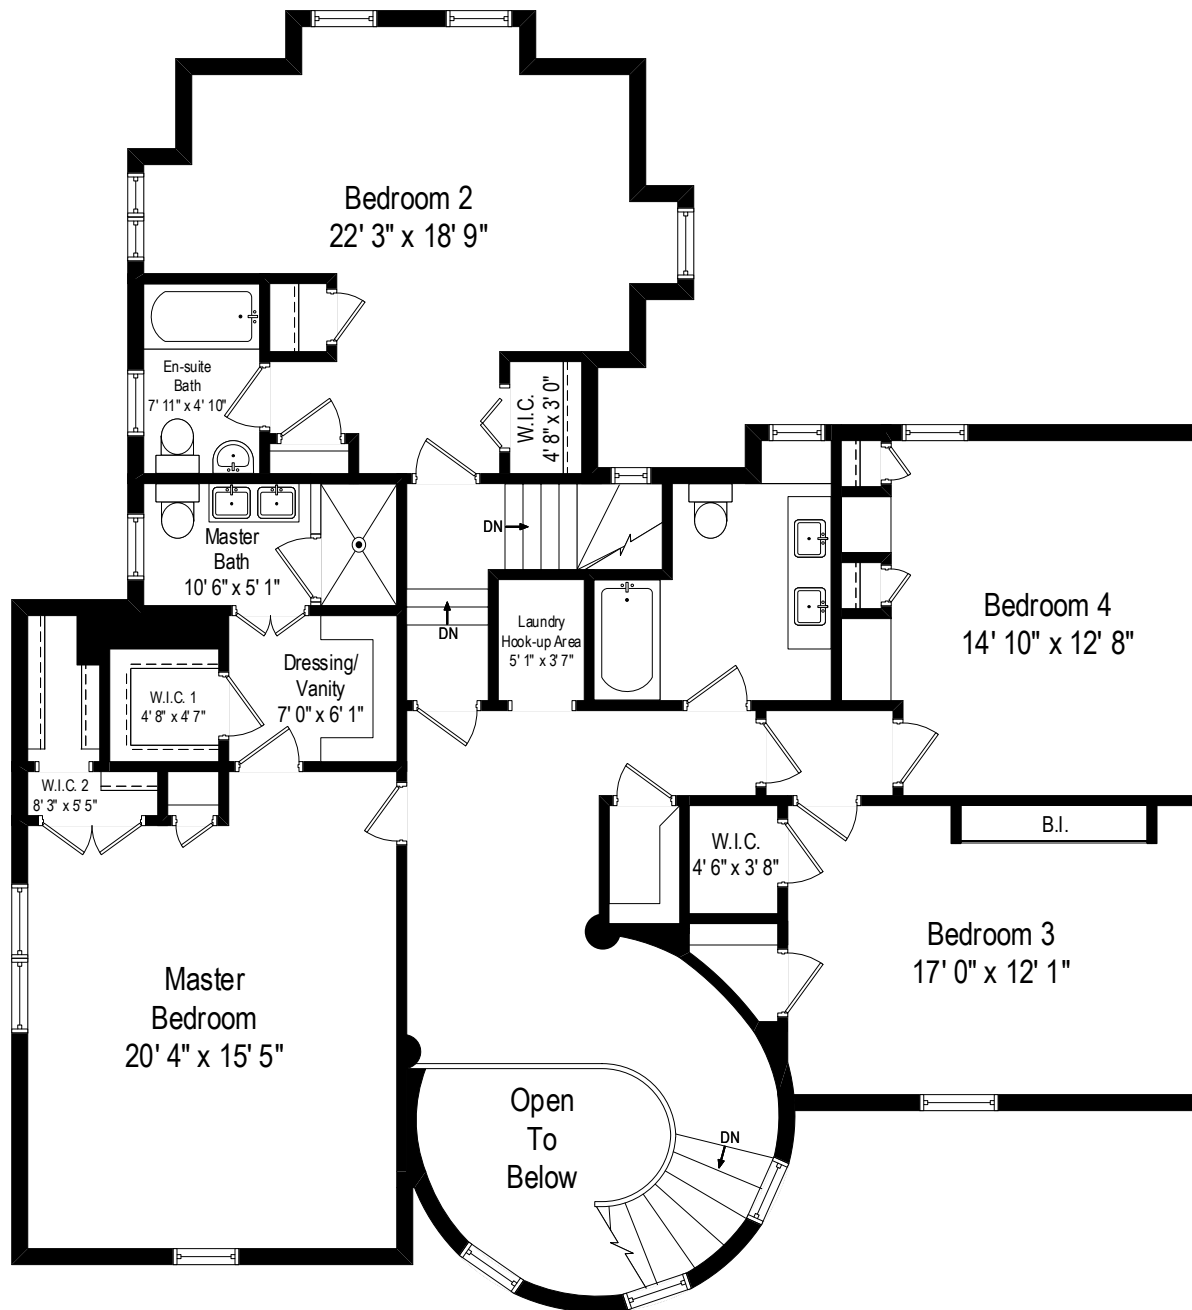 Bedroom 2
22' 3" x 18' 9"
En-suite
Bath
7' 11" x 4' 10"
W.I.C.
4' 8" x 3' 0"
DN
Master
Bath
10' 6" x 5' 1"
DN
Laundry
Hook-up Area
5' 1" x 3' 7"
Bedroom 4
14' 10" x 12' 8"
Dressing/
Vanity
7' 0" x 6' 1"
W.I.C. 1
4' 8" x 4' 7"
W.I.C. 2
8' 3" x 5' 5"
B.I.
W.I.C.
4' 6" x 3' 8"
Bedroom 3
17' 0" x 12' 1"
Master
Bedroom
20' 4" x 15' 5"
Open
To
Below
DN